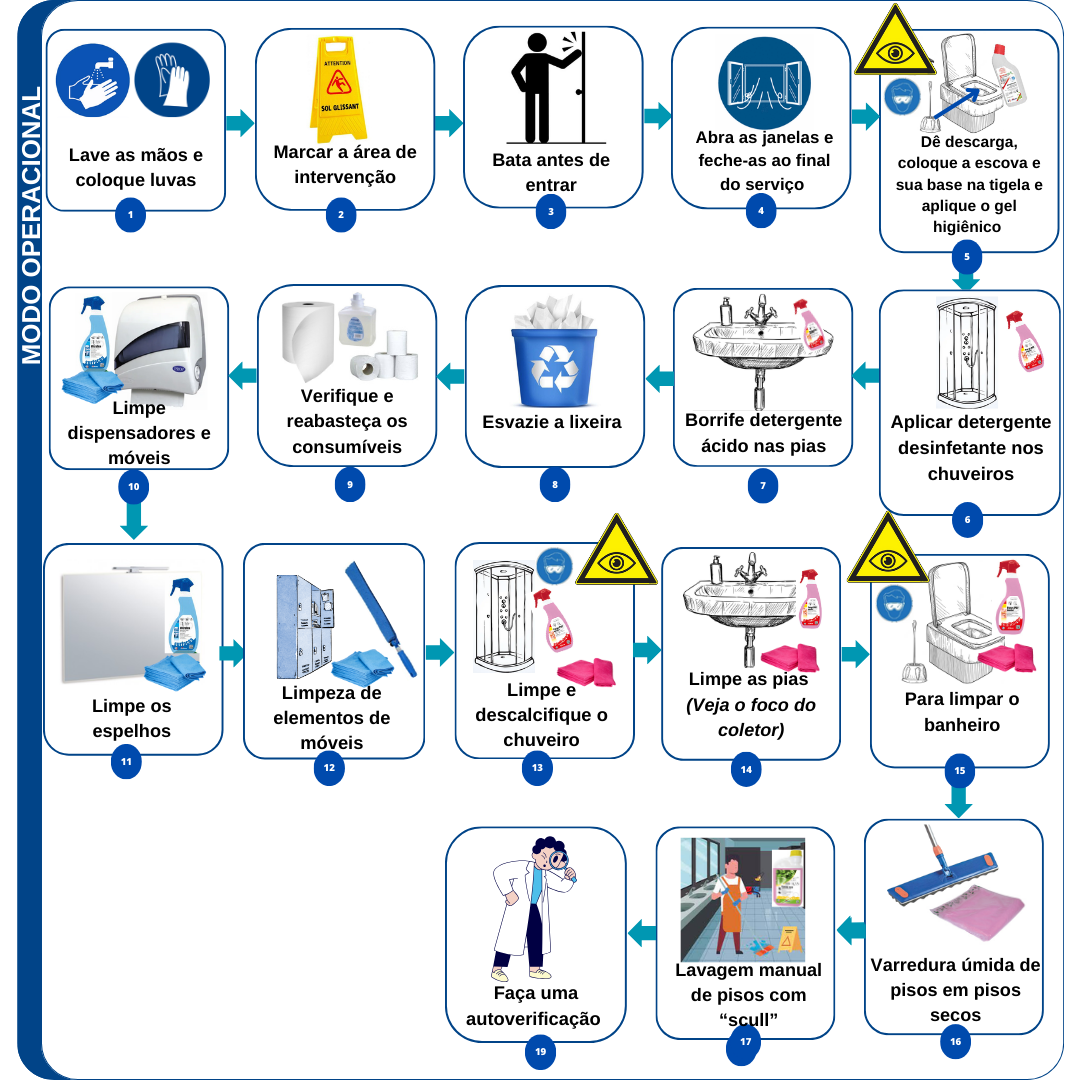 MODO OPERACIONAL
Lave as mãos e
coloque luvas
1
ATTENTION
SOL GLISSANT
Marcar a área de
intervenção
2
Bata antes de
entrar
3
Abra as janelas e
feche-as ao final
do serviço
4
Dê descarga,
coloque a escova e
sua base na tigela e
aplique o gel
higiênico
5
Aplicar detergente
desinfetante nos
chuveiros
6
Borrife detergente
ácido nas pias
7
Esvazie a lixeira
8
Verifique e
reabasteça os
consumíveis
9
Limpe
dispensadores e
móveis
10
Limpe os
espelhos
11
Limpeza de
elementos de
móveis
12
Limpe e
descalcifique o
chuveiro
13
Limpe as pias
(Veja o foco do
coletor)
14
Para limpar o
banheiro
15
Varredura úmida de
pisos em pisos
secos
16
Lavagem manual
de pisos com
“scull”
17
Faça uma
autoverificação
19